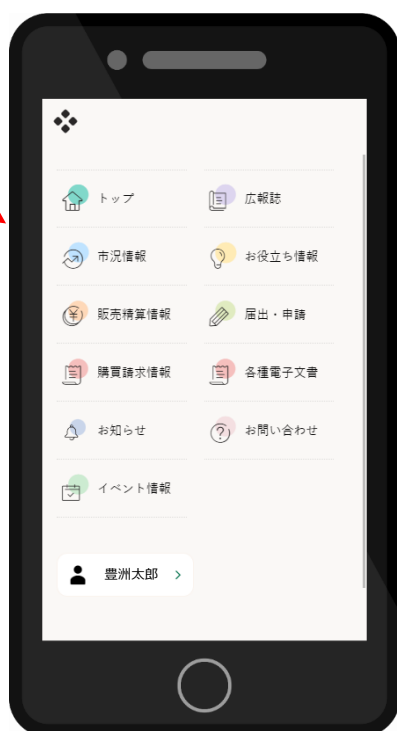 トップ
広報誌
市況情報
お役立ち情報
販売精算情報
届出・申請
購買請求情報
各種電子文書
お知らせ
お問い合わせ
イベント情報
豊洲太郎